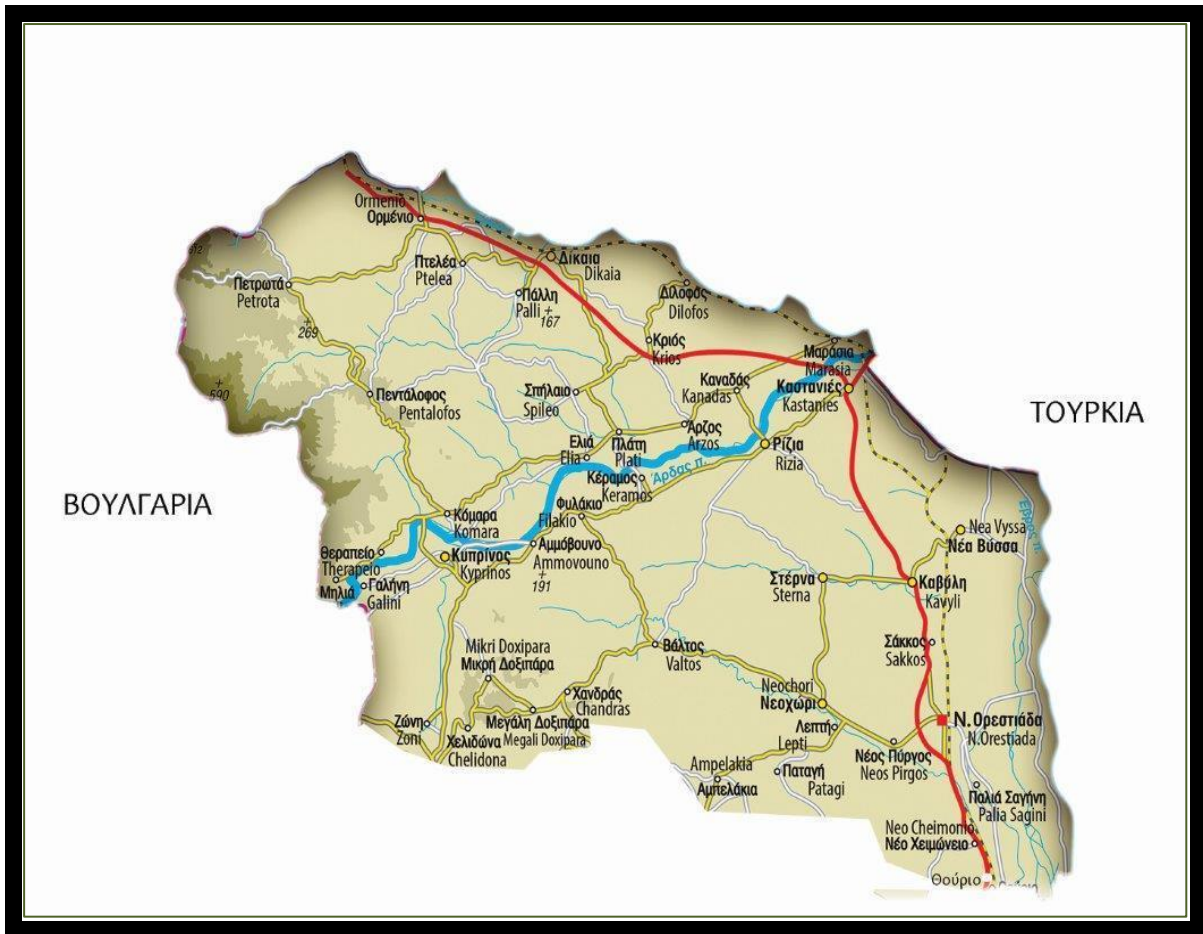 Ormenio
Ορμένιο
Πτελέα
Ptelea
Δίκαια
Dikaia
Πετρωτά
Petrota
Πάλλη
Palli
167
Δίλοφος
Dilofos
269
Κριός
Krios
Μαράσια
Marasia
590
Πεντάλοφος
Pentalofos
Σπήλαιο
Spileo
Καναδάς
Kanadas
Καστανιές
Kastanies
ΤΟΥΡΚΙΑ
Άρζος
Arzos
Ελιά
Elia
Πλάτη
Plati
Ρίζια
Rizia
Άρδας π.
Κέραμος
Keramos
ΒΟΥΛΓΑΡΙΑ
Φυλάκιο
Filakio
Κόμαρα
Komara
Έβρος π.
Nea Vyssa
Νέα Βύσσα
Θεραπειό
Therapeio
Κυπρίνος
Kyprinos
Αμμόβουνο
Ammovouno
191
Μηλιά
Γαλήνη
Galini
Στέρνα
Sterna
Καβύλη
Kavyli
Mikri Doxipara
Μικρή Δοξιπάρα
Βάλτος
Valtos
Σάκκος
Sakkos
Χανδράς
Chandras
Neochori
Νεοχώρι
Ζώνη
Zoni
Μεγάλη Δοξιπάρα
Megali Doxipara
Χελιδώνα
Chelidona
Λεπτή
Lepti
Ν. Ορεστιάδα
N.Orestiada
Νέος Πύργος
Neos Pirgos
Ampelakia
Αμπελάκια
Παταγή
Patagi
Παλιά Σαγήνη
Palia Sagini
Neo Cheimonio
Νέο Χειμώνειο
Θούριο